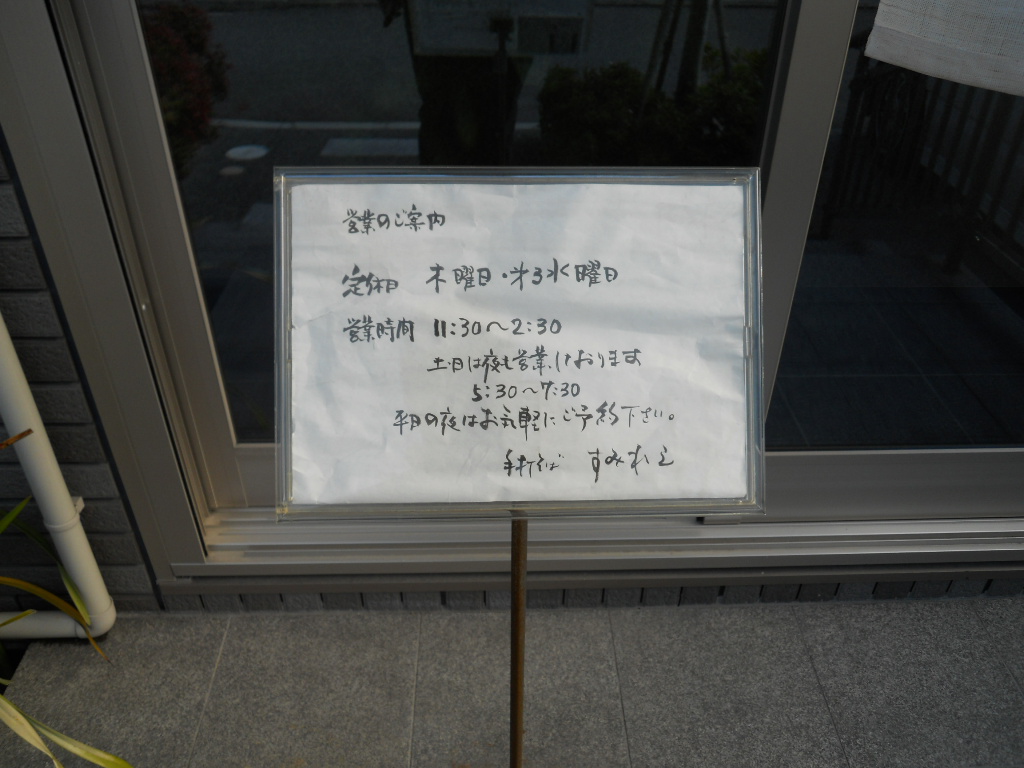 営業のご案内
定休日 木曜日・第3水曜日
営業時間 11:30〜2:30
土・日は夜も営業しております
5:30〜7:30
平日の夜はお気軽にご予約下さい。
手打そば すみれ